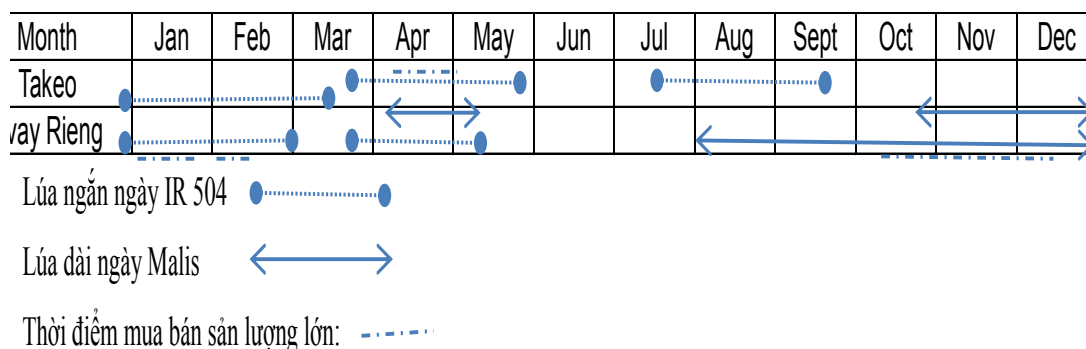 Month Jan Feb Mar Apr May Jun Jul Aug Sept Oct Nov Dec
Takeo
vay Rieng
Lúa ngắn ngày IR 504
Lúa dài ngày Malis
Thời điểm mua bán sản lượng lớn: